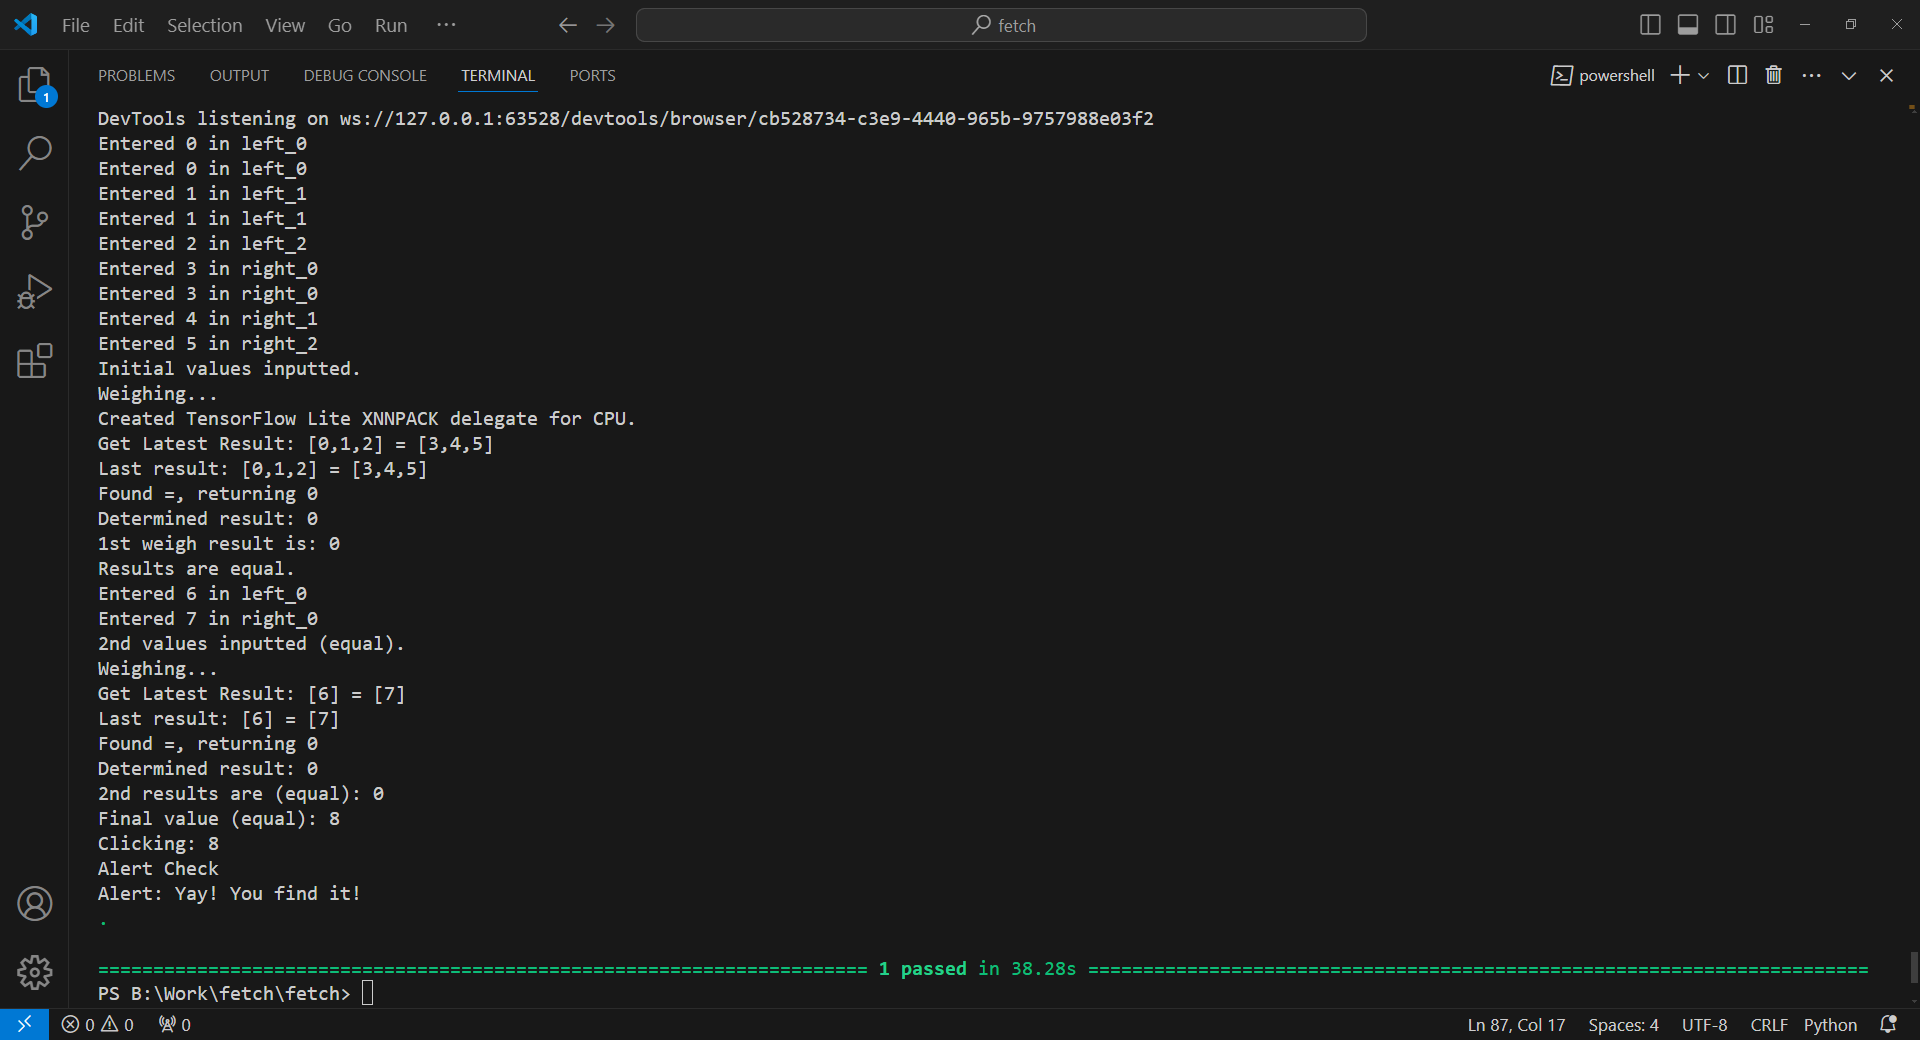 File Edit Selection View Go Run ··· fetch
PROBLEMS OUTPUT DEBUG CONSOLE TERMINAL PORTS powershell
1
DevTools listening on ws://127.0.0.1:63528/devtools/browser/cb528734-c3e9-4440-965b-9757988e03f2
Entered 0 in left_0
Entered 0 in left_0
Entered 1 in left_1
Entered 1 in left_1
Entered 2 in left_2
Entered 3 in right_0
Entered 3 in right_0
Entered 4 in right_1
Entered 5 in right_2
Initial values inputted.
Weighing...
Created TensorFlow Lite XNNPACK delegate for CPU.
Get Latest Result: [0,1,2] = [3,4,5]
Last result: [0,1,2] = [3,4,5]
Found =, returning 0
Determined result: 0
1st weigh result is: 0
Results are equal.
Entered 6 in left_0
Entered 7 in right_0
2nd values inputted (equal).
Weighing...
Get Latest Result: [6] = [7]
Last result: [6] = [7]
Found =, returning 0
Determined result: 0
2nd results are (equal): 0
Final value (equal): 8
Clicking: 8
Alert Check
Alert: Yay! You find it!
.
====================================================================== 1 passed in 38.28s =======================================================================
PS B:\Work\fetch\fetch>
0 0 0 Ln 87, Col 17 Spaces: 4 UTF-8 CRLF Python